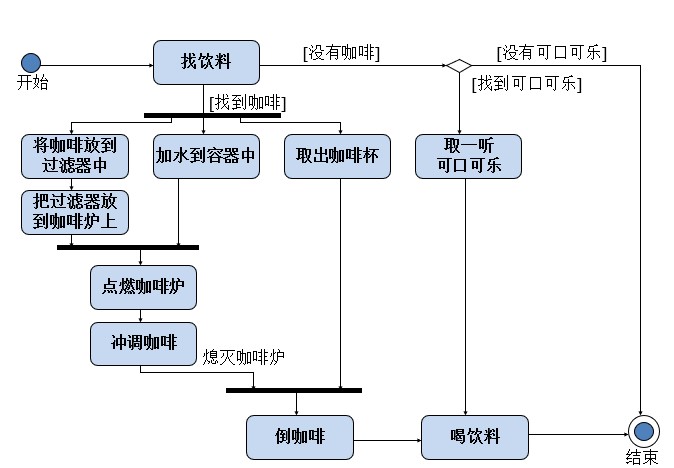 [没有咖啡]
[没有可口可乐]
找饮料
开始
[找到可口可乐]
[找到咖啡]
将咖啡放到
过滤器中
加水到容器中
取出咖啡杯
取一听
可口可乐
把过滤器放
到咖啡炉上
点燃咖啡炉
冲调咖啡
熄灭咖啡炉
倒咖啡
喝饮料
结束